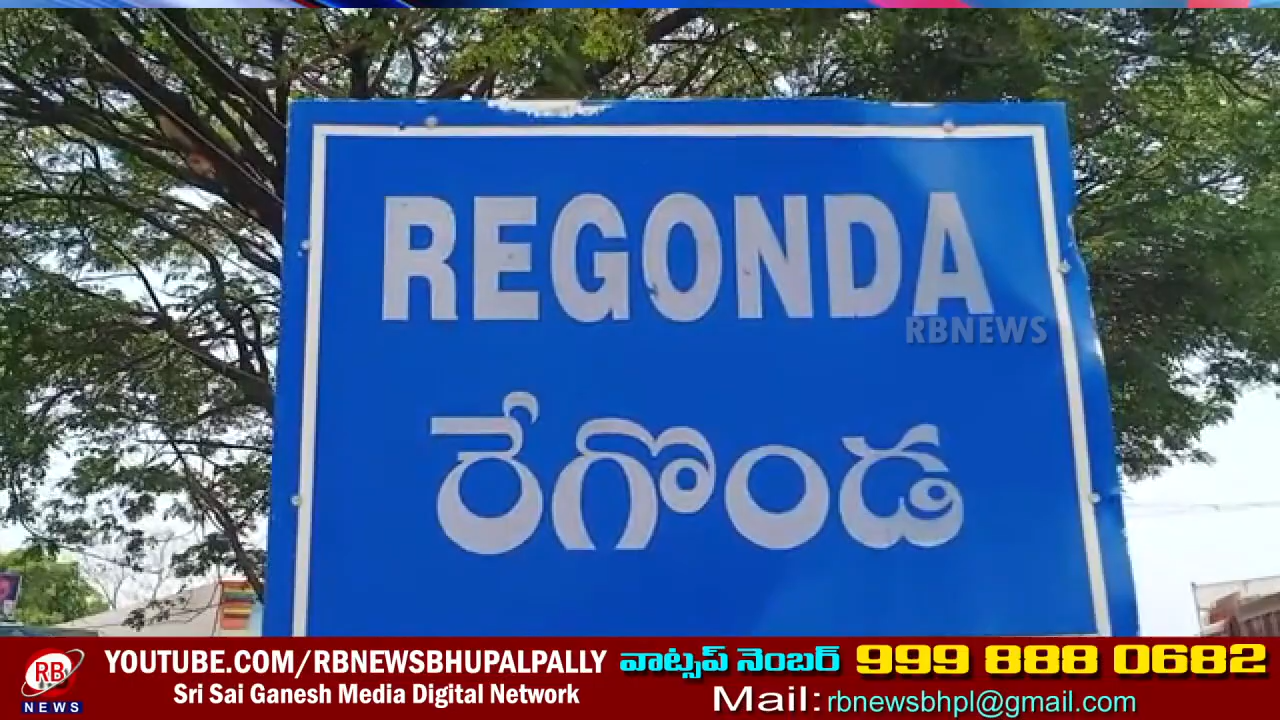 REGONDA
RBNEWS
రేగొండ
RB
NEWS
YOUTUBE.COM/RBNEWSBHUPALPALLY
Sri Sai Ganesh Media Digital Network
వాట్సప్ నెంబర్ 999 888 0682
Mail: rbnewsbhpl@gmail.com